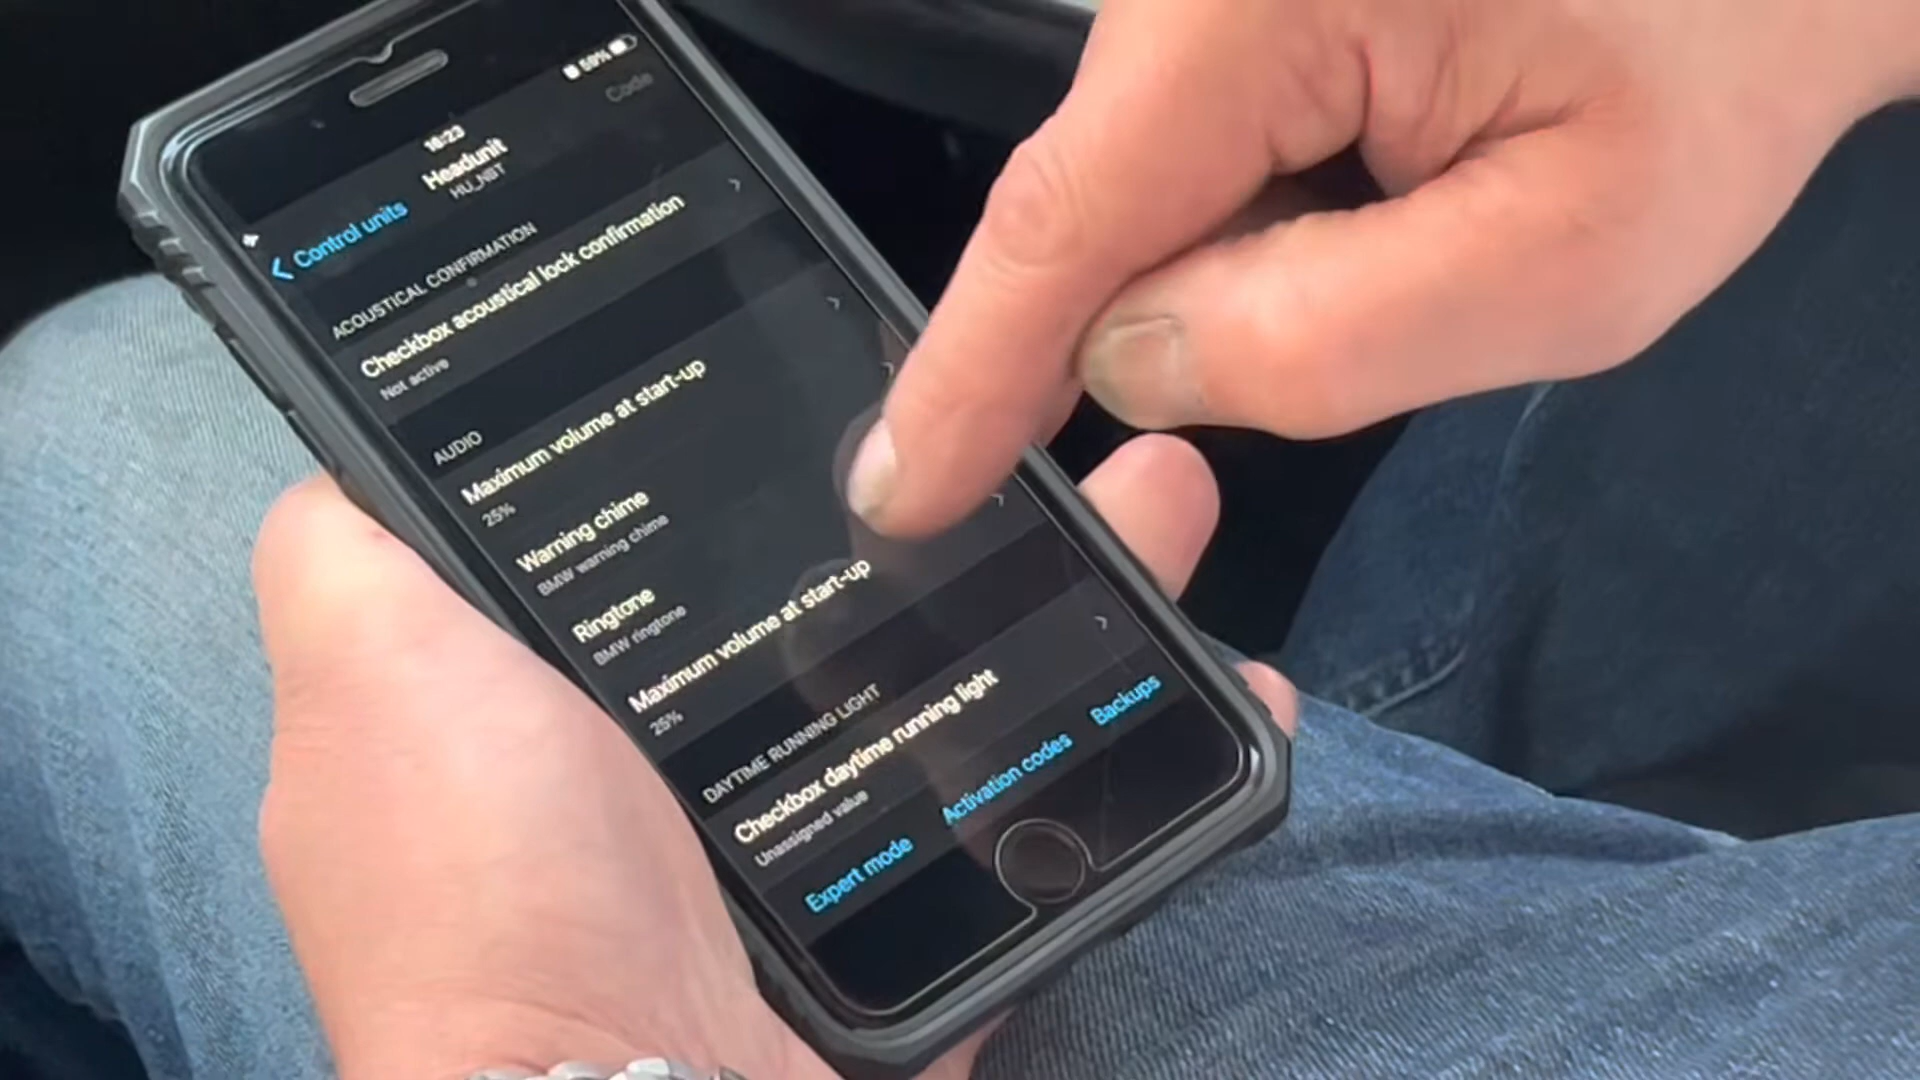 59%
16:23
Code
Control units
Headunit
HU_NBT
ACOUSTICAL CONFIRMATION
Checkbox acoustical lock confirmation
Not active
AUDIO
Maximum volume at start-up
25%
Warning chime
BMW warning chime
Ringtone
BMW ringtone
Maximum volume at start-up
25%
DAYTIME RUNNING LIGHT
Checkbox daytime running light
Unassigned value
Expert mode
Activation codes
Backups